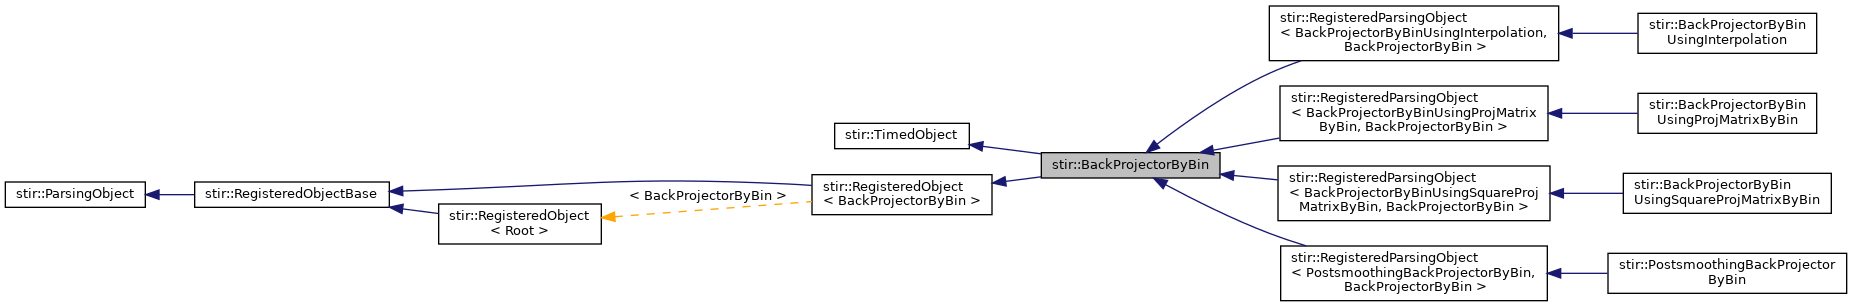 stir::ParsingObject
stir::RegisteredObjectBase
stir::RegisteredObject
< Root >
< BackProjectorByBin >
stir::TimedObject
stir::RegisteredObject
< BackProjectorByBin >
stir::BackProjectorByBin
stir::RegisteredParsingObject
< BackProjectorByBinUsingInterpolation,
BackProjectorByBin >
stir::BackProjectorByBin
UsingInterpolation
stir::RegisteredParsingObject
< BackProjectorByBinUsingProjMatrix
ByBin, BackProjectorByBin >
stir::BackProjectorByBin
UsingProjMatrixByBin
stir::RegisteredParsingObject
< BackProjectorByBinUsingSquareProj
MatrixByBin, BackProjectorByBin >
stir::BackProjectorByBin
UsingSquareProjMatrixByBin
stir::RegisteredParsingObject
< PostsmoothingBackProjectorByBin,
BackProjectorByBin >
stir::PostsmoothingBackProjector
ByBin